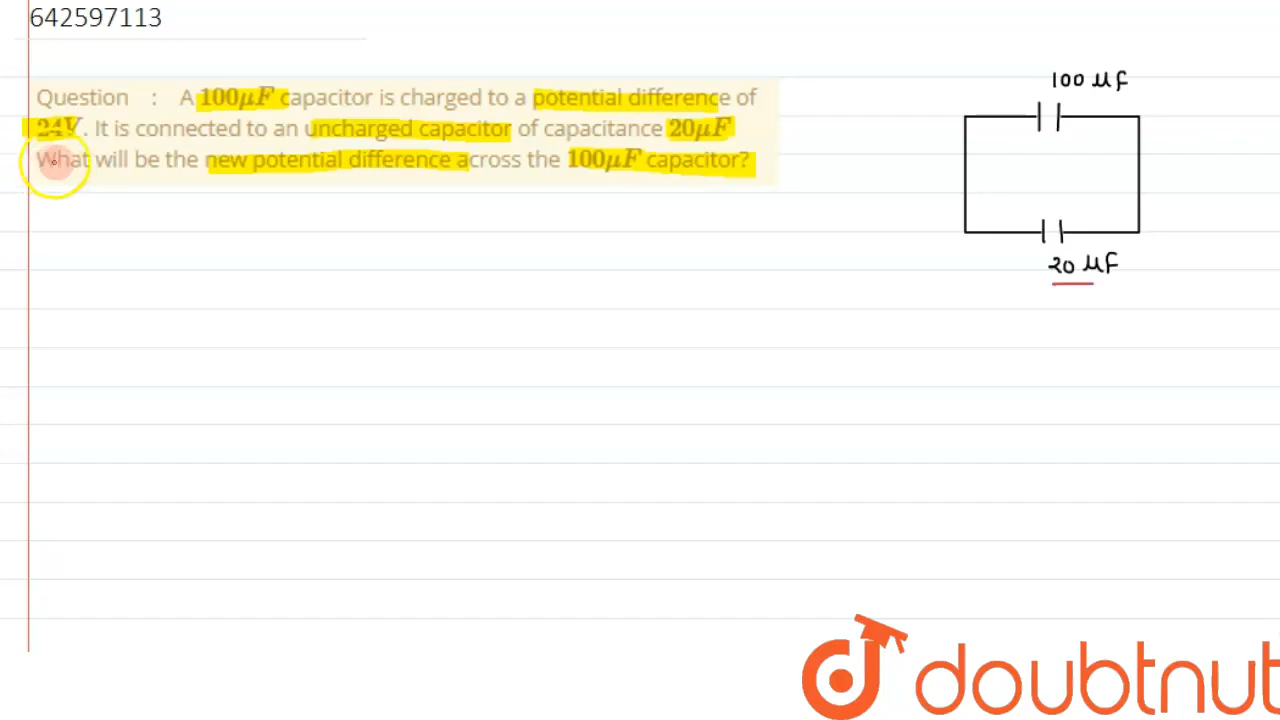 642597113
Question : A 100μF capacitor is charged to a potential difference of
24V. It is connected to an uncharged capacitor of capacitance 20μF
What will be the new potential difference across the 100μF capacitor?
100 μF
20 μF
doubtnut